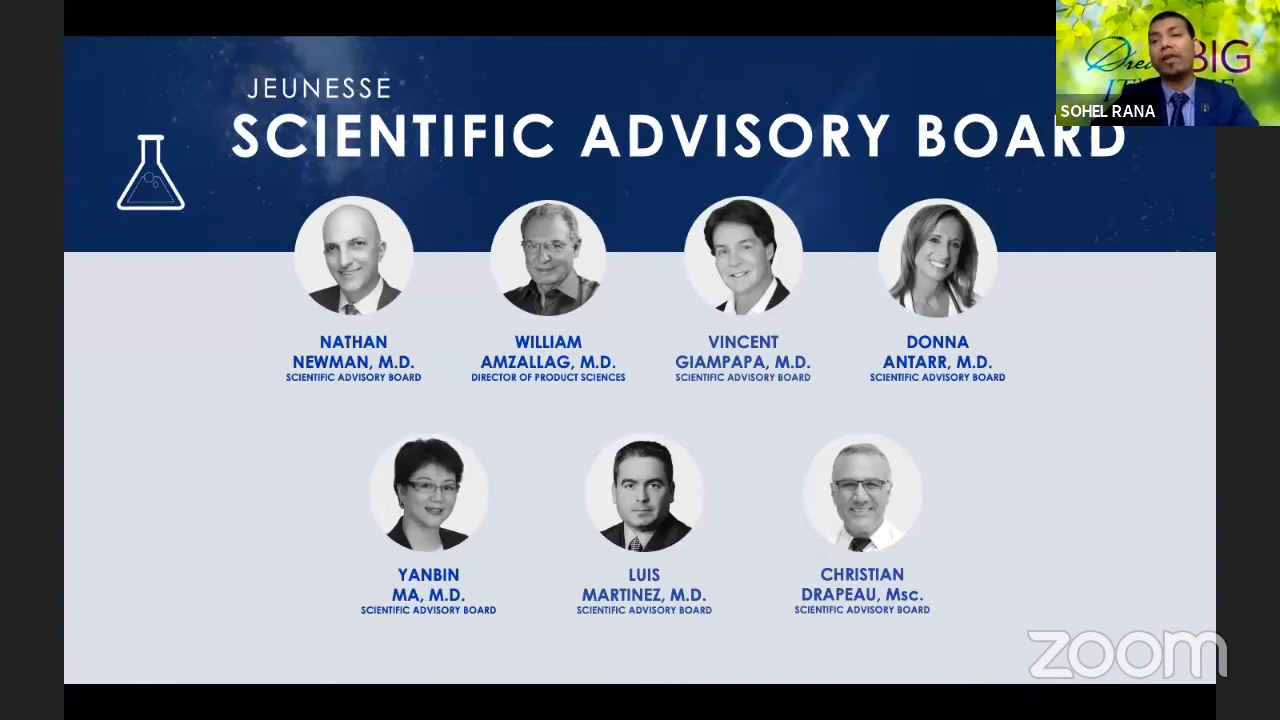 JEUNESSE
SCIENTIFIC ADVISORY BOARD
BIG
SOHEL RANA
NATHAN
NEWMAN, M.D.
SCIENTIFIC ADVISORY BOARD
WILLIAM
AMZALLAG, M.D.
DIRECTOR OF PRODUCT SCIENCES
VINCENT
GIAMPAPA, M.D.
SCIENTIFIC ADVISORY BOARD
DONNA
ANTARR, M.D.
SCIENTIFIC ADVISORY BOARD
YANBIN
MA, M.D.
SCIENTIFIC ADVISORY BOARD
LUIS
MARTINEZ, M.D.
SCIENTIFIC ADVISORY BOARD
CHRISTIAN
DRAPEAU, Msc.
SCIENTIFIC ADVISORY BOARD
zoom